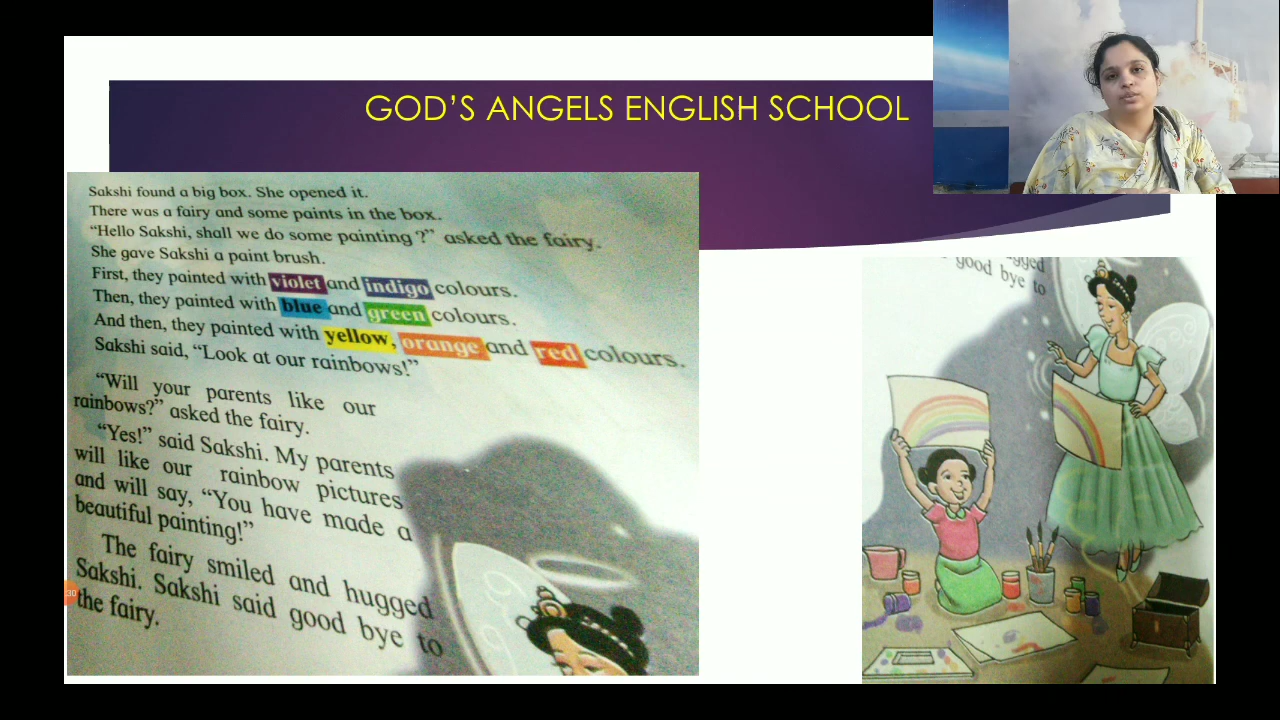 GOD’S ANGELS ENGLISH SCHOOL
Sakshi found a big box. She opened it.
There was a fairy and some paints in the box.
“Hello Sakshi, shall we do some painting ?” asked the fairy.
She gave Sakshi a paint brush.
First, they painted with violet and indigo colours.
Then, they painted with blue and green colours.
And then, they painted with yellow, orange and red colours.
Sakshi said, “Look at our rainbows!”
“Will your parents like our
rainbows?” asked the fairy.
“Yes!” said Sakshi. My parents
will like our rainbow pictures
and will say, “You have made a
beautiful painting!”
The fairy smiled and hugged
Sakshi. Sakshi said good bye to
the fairy.
:30
good bye to